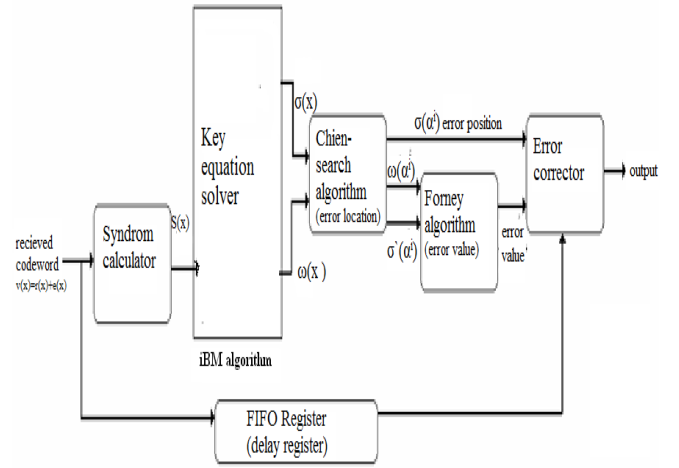 recieved
codeword
v(x)=r(x)+e(x)
Syndrom
calculator
S(x)
Key
equation
solver
iBM algorithm
σ(x)
ω(x )
Chien-
search
algorithm
(error location)
σ(αⁱ) error position
ω(αⁱ)
σ`(αⁱ)
Forney
algorithm
(error value)
error
value
Error
corrector
output
FIFO Register
(delay register)